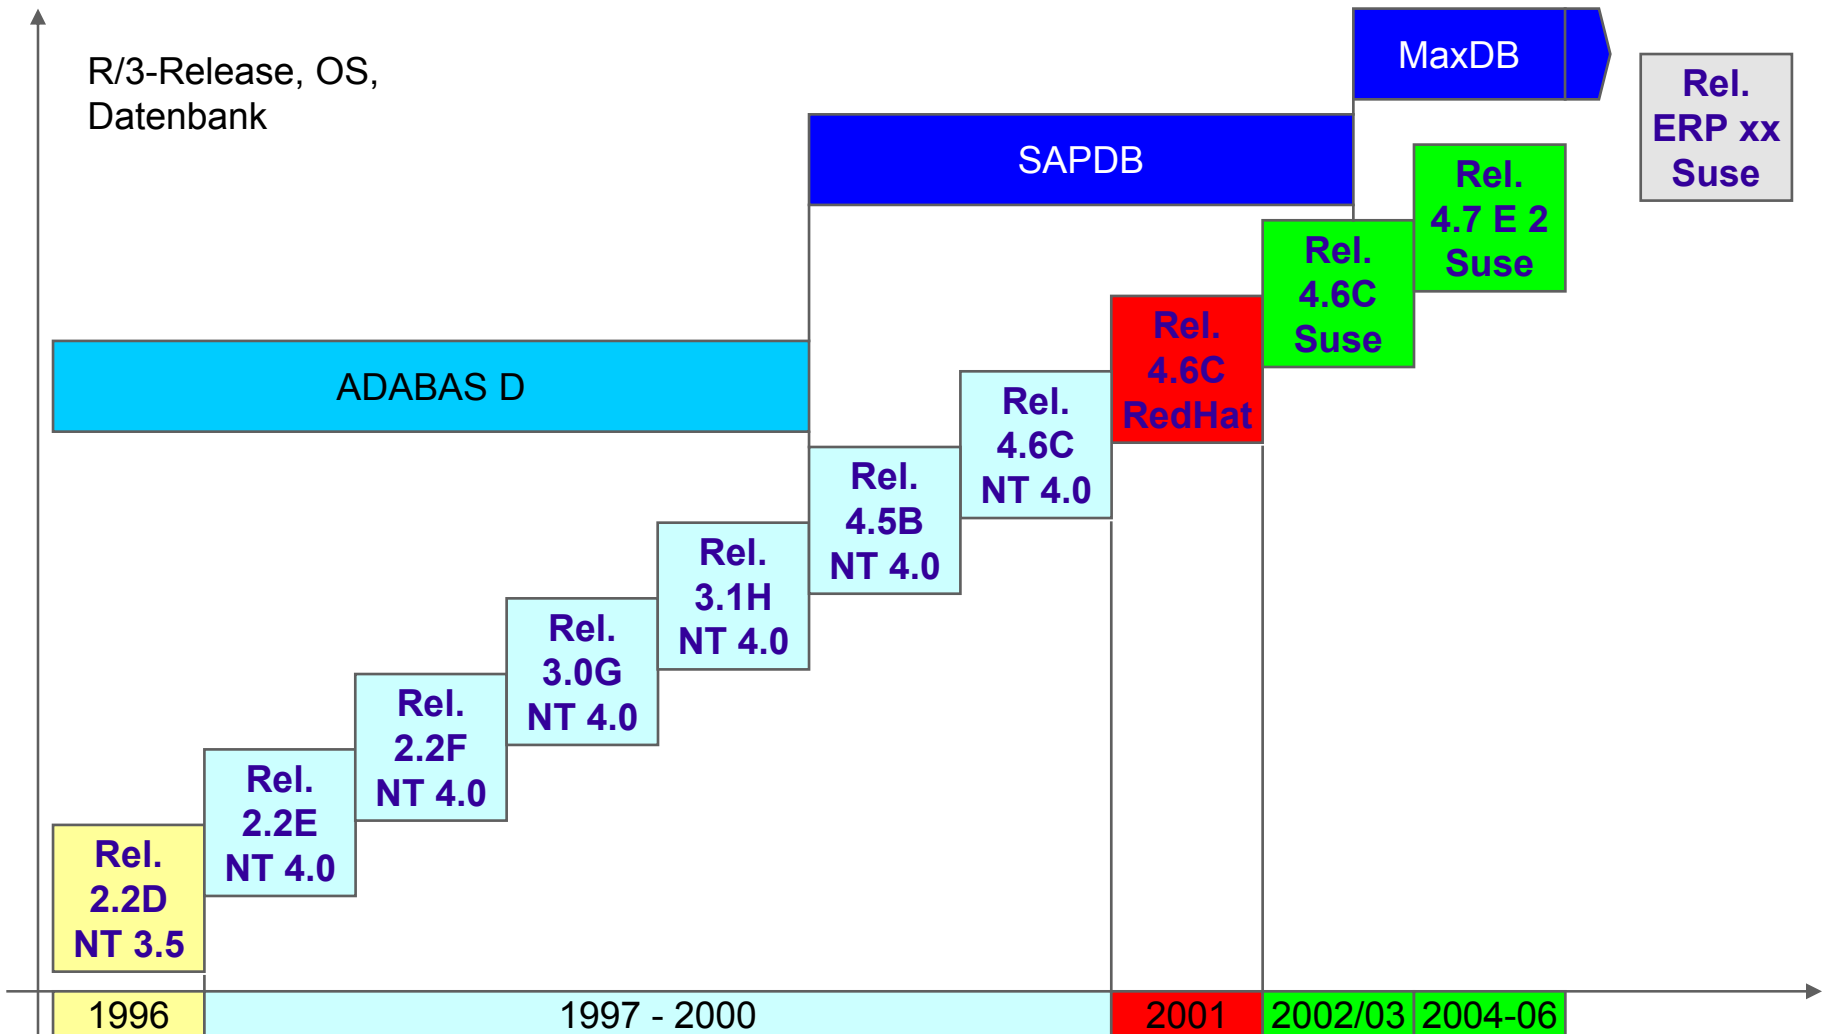 R/3-Release, OS,
Datenbank
MaxDB
SAPDB
ADABAS D
Rel.
ERP xx
Suse
Rel.
4.7 E 2
Suse
Rel.
4.6C
Suse
Rel.
4.6C
RedHat
Rel.
4.6C
NT 4.0
Rel.
4.5B
NT 4.0
Rel.
3.1H
NT 4.0
Rel.
3.0G
NT 4.0
Rel.
2.2F
NT 4.0
Rel.
2.2E
NT 4.0
Rel.
2.2D
NT 3.5
1996
1997 - 2000
2001
2002/03
2004-06